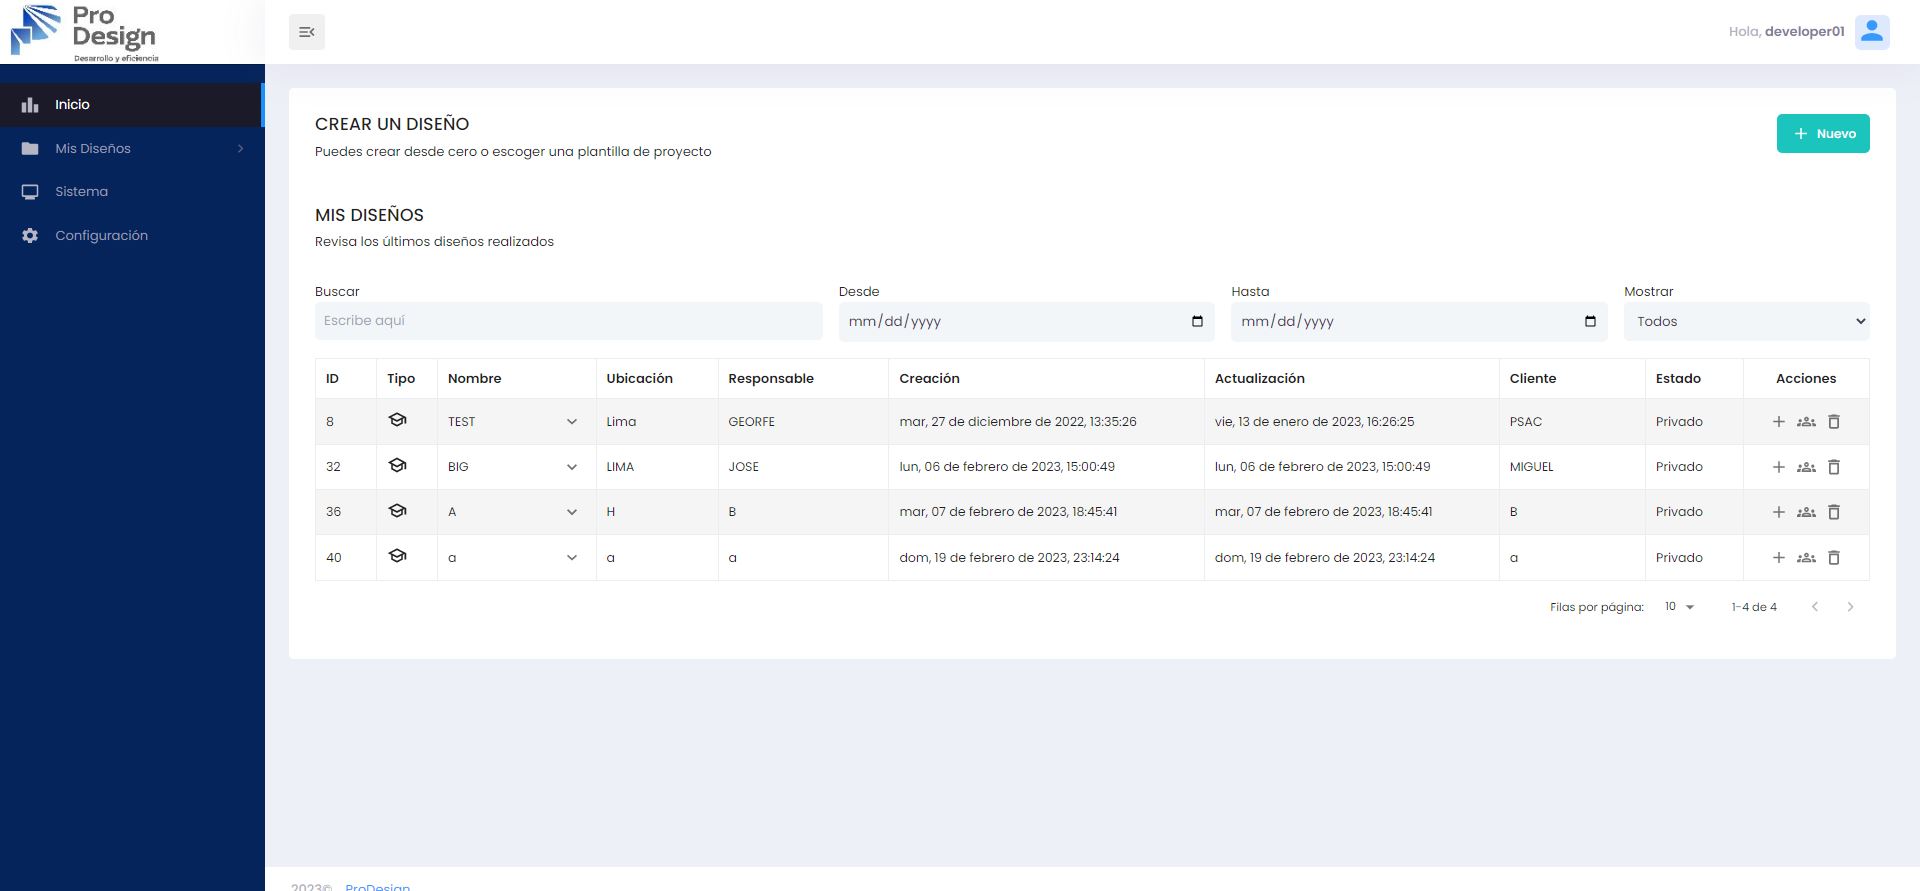 Pro
Design
Desarrollo y eficiencia
Hola, developer01
Inicio
Mis Diseños
Sistema
Configuración
CREAR UN DISEÑO
Puedes crear desde cero o escoger una plantilla de proyecto
Nuevo
MIS DISEÑOS
Revisa los últimos diseños realizados
Buscar Desde Hasta Mostrar
Escribe aquí mm/dd/yyyy mm/dd/yyyy Todos
ID Tipo Nombre Ubicación Responsable Creación Actualización Cliente Estado Acciones
8 TEST Lima GEORFE mar, 27 de diciembre de 2022, 13:35:26 vie, 13 de enero de 2023, 16:26:25 PSAC Privado
32 BIG LIMA JOSE lun, 06 de febrero de 2023, 15:00:49 lun, 06 de febrero de 2023, 15:00:49 MIGUEL Privado
36 A H B mar, 07 de febrero de 2023, 18:45:41 mar, 07 de febrero de 2023, 18:45:41 B Privado
40 a a a dom, 19 de febrero de 2023, 23:14:24 dom, 19 de febrero de 2023, 23:14:24 a Privado
Filas por página: 10 1-4 de 4
2023© ProDesign